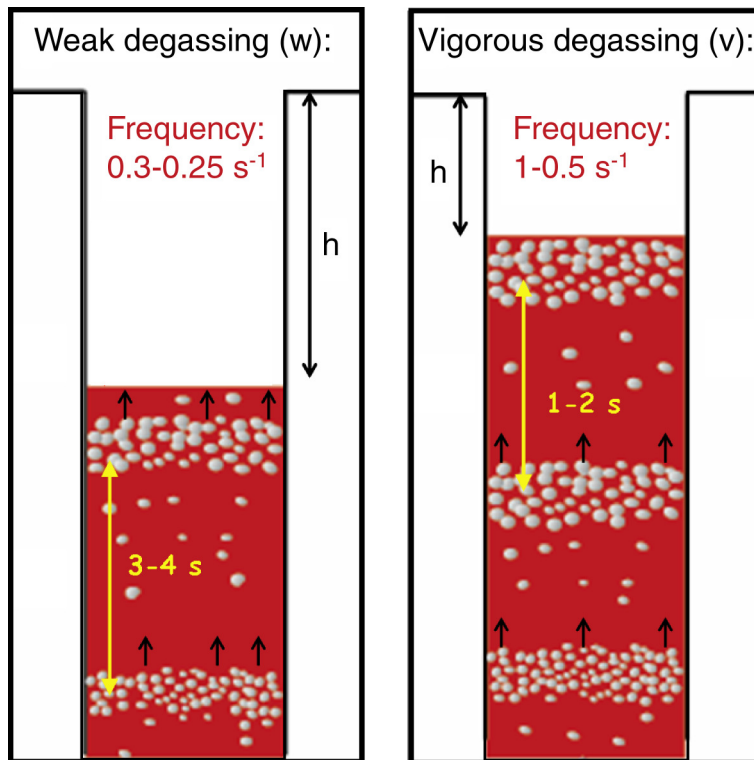 Weak degassing (w):
Frequency:
0.3-0.25 s⁻¹
h
3-4 s
Vigorous degassing (v):
Frequency:
1-0.5 s⁻¹
h
1-2 s